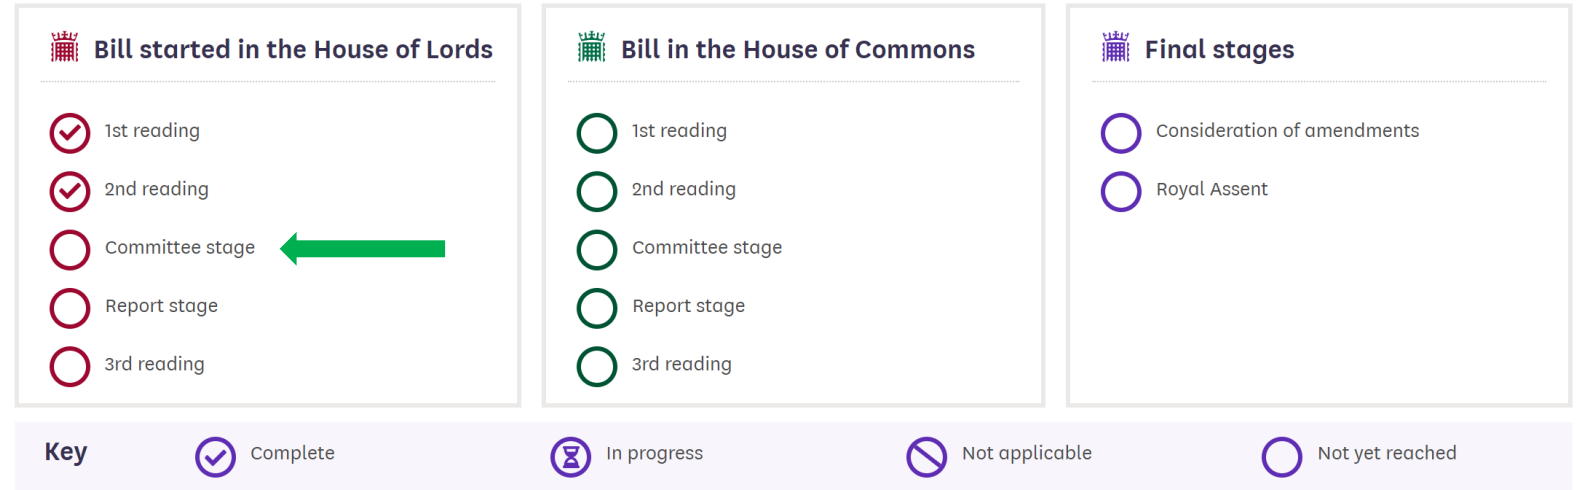 Bill started in the House of Lords
1st reading
2nd reading
Committee stage
Report stage
3rd reading
Bill in the House of Commons
1st reading
2nd reading
Committee stage
Report stage
3rd reading
Final stages
Consideration of amendments
Royal Assent
Key
Complete
In progress
Not applicable
Not yet reached